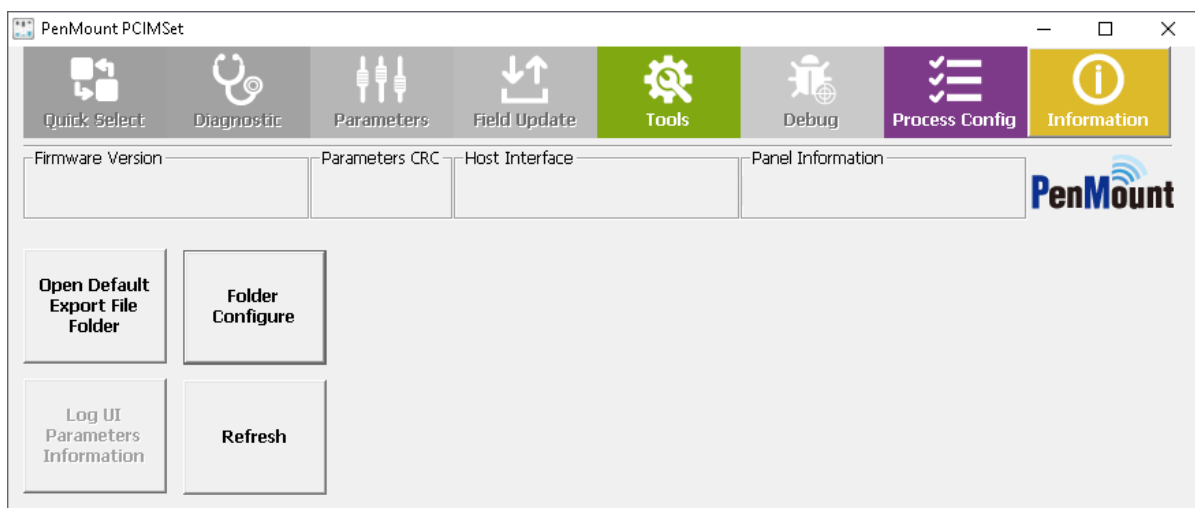 PenMount PCIMSet
Quick Select
Diagnostic
Parameters
Field Update
Tools
Debug
Process Config
Information
Firmware Version
Parameters CRC
Host Interface
Panel Information
PenMount
Open Default
Export File
Folder
Folder
Configure
Log UI
Parameters
Information
Refresh